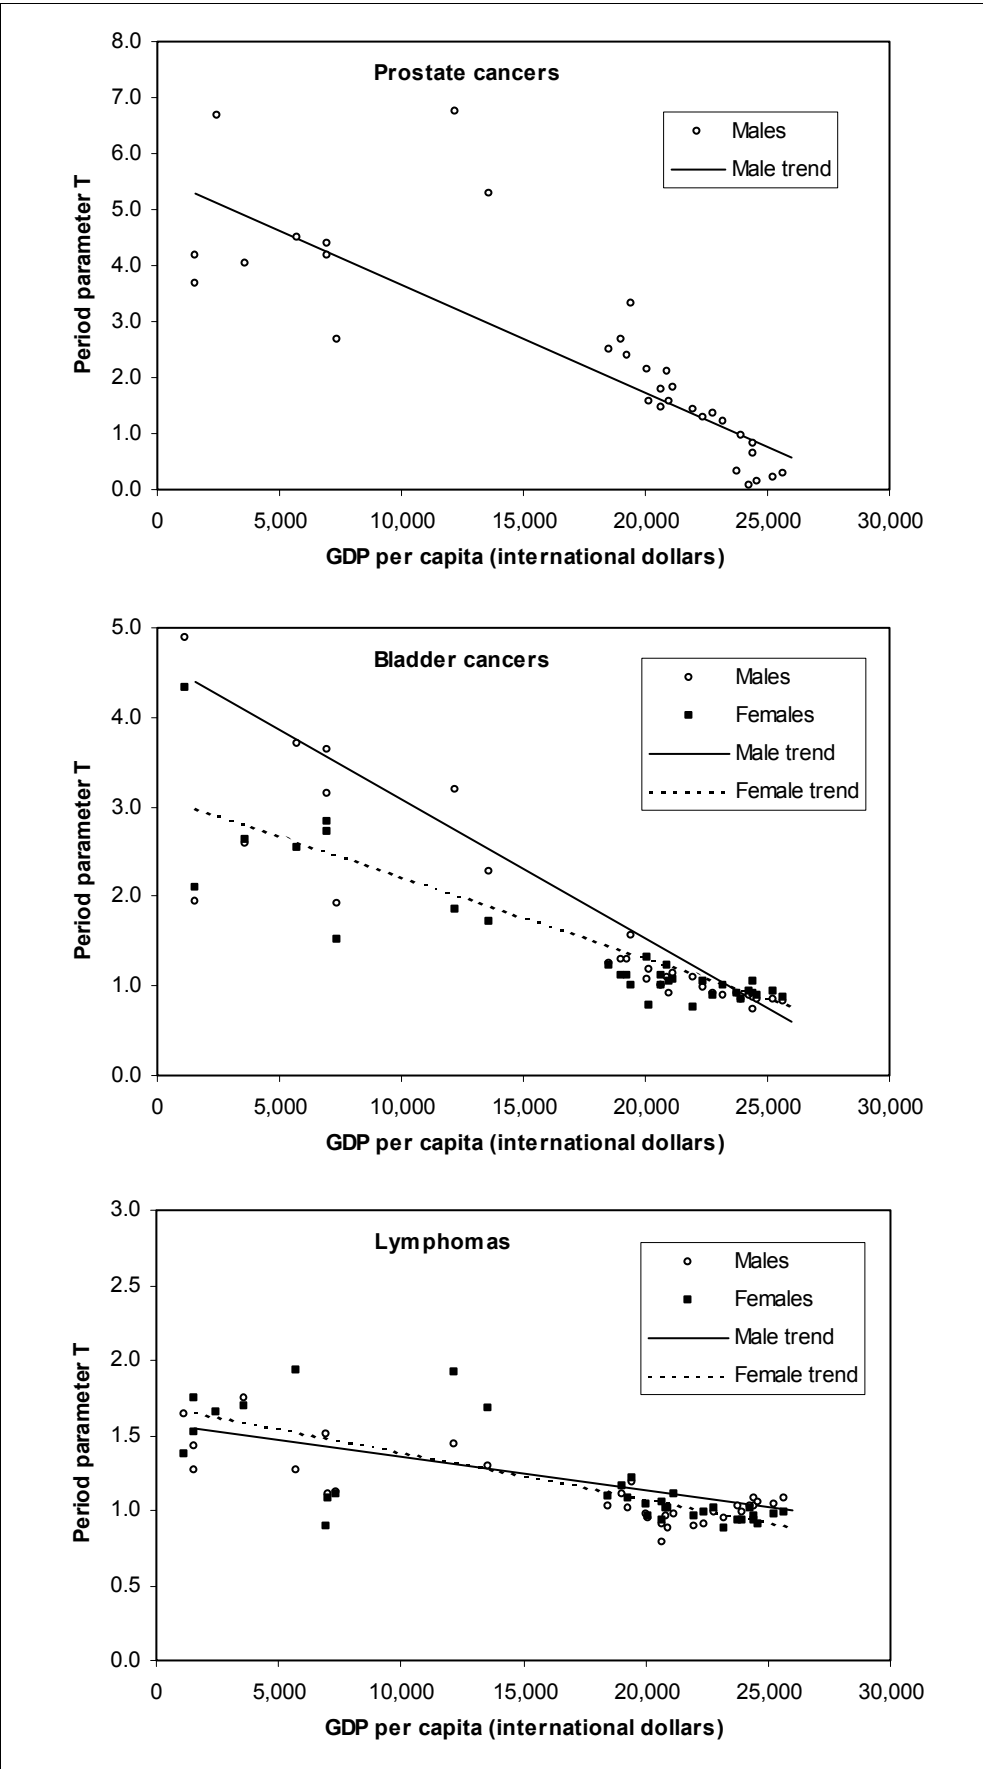 Prostate cancers
8.0
7.0
6.0
5.0
4.0
3.0
2.0
1.0
0.0
Period parameter T
Males
Male trend
0 5,000 10,000 15,000 20,000 25,000 30,000
GDP per capita (international dollars)
Bladder cancers
5.0
4.0
3.0
2.0
1.0
0.0
Period parameter T
Males
Females
Male trend
Female trend
0 5,000 10,000 15,000 20,000 25,000 30,000
GDP per capita (international dollars)
Lymphomas
3.0
2.5
2.0
1.5
1.0
0.5
0.0
Period parameter T
Males
Females
Male trend
Female trend
0 5,000 10,000 15,000 20,000 25,000 30,000
GDP per capita (international dollars)